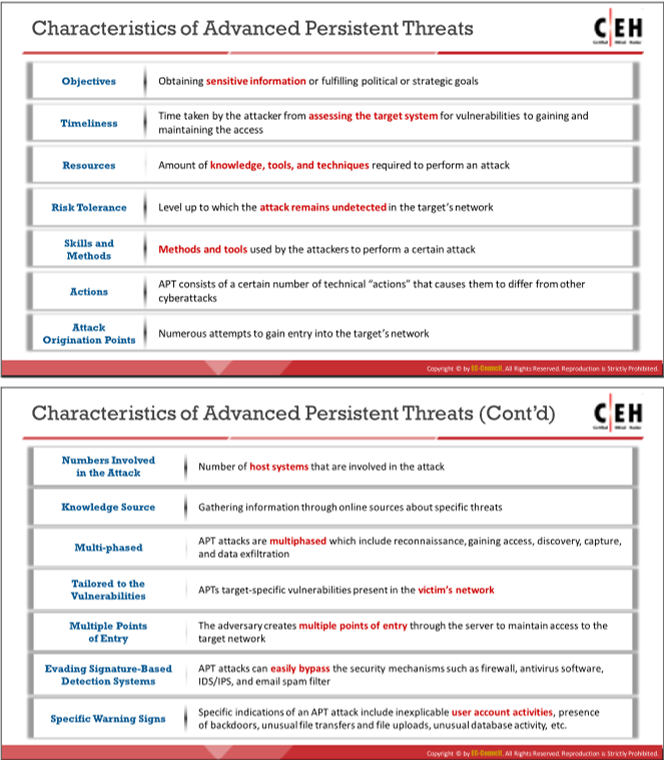 Characteristics of Advanced Persistent Threats
C|EH
Certified Ethical Hacker
Objectives
Obtaining sensitive information or fulfilling political or strategic goals
Timeliness
Time taken by the attacker from assessing the target system for vulnerabilities to gaining and
maintaining the access
Resources
Amount of knowledge, tools, and techniques required to perform an attack
Risk Tolerance
Level up to which the attack remains undetected in the target's network
Skills and
Methods
Methods and tools used by the attackers to perform a certain attack
Actions
APT consists of a certain number of technical "actions" that causes them to differ from other
cyberattacks
Attack
Origination Points
Numerous attempts to gain entry into the target's network
Copyright © by EC-Council. All Rights Reserved. Reproduction is Strictly Prohibited.
Characteristics of Advanced Persistent Threats (Cont'd)
C|EH
Certified Ethical Hacker
Numbers Involved
in the Attack
Number of host systems that are involved in the attack
Knowledge Source
Gathering information through online sources about specific threats
Multi-phased
APT attacks are multiphased which include reconnaissance, gaining access, discovery, capture,
and data exfiltration
Tailored to the
Vulnerabilities
APTs target-specific vulnerabilities present in the victim's network
Multiple Points
of Entry
The adversary creates multiple points of entry through the server to maintain access to the
target network
Evading Signature-Based
Detection Systems
APT attacks can easily bypass the security mechanisms such as firewall, antivirus software,
IDS/IPS, and email spam filter
Specific Warning Signs
Specific indications of an APT attack include inexplicable user account activities, presence
of backdoors, unusual file transfers and file uploads, unusual database activity, etc.
Copyright © by EC-Council. All Rights Reserved. Reproduction is Strictly Prohibited.